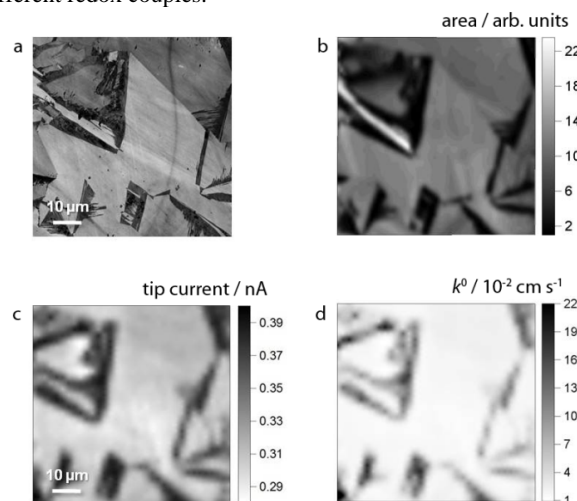 fferent redox couples.
area / arb. units
a
b
22
18
14
10
6
2
10 µm
tip current / nA
k⁰ / 10⁻² cm s⁻¹
c
d
0.39
0.37
0.35
0.33
0.31
0.29
22
19
16
13
10
7
4
1
10 µm